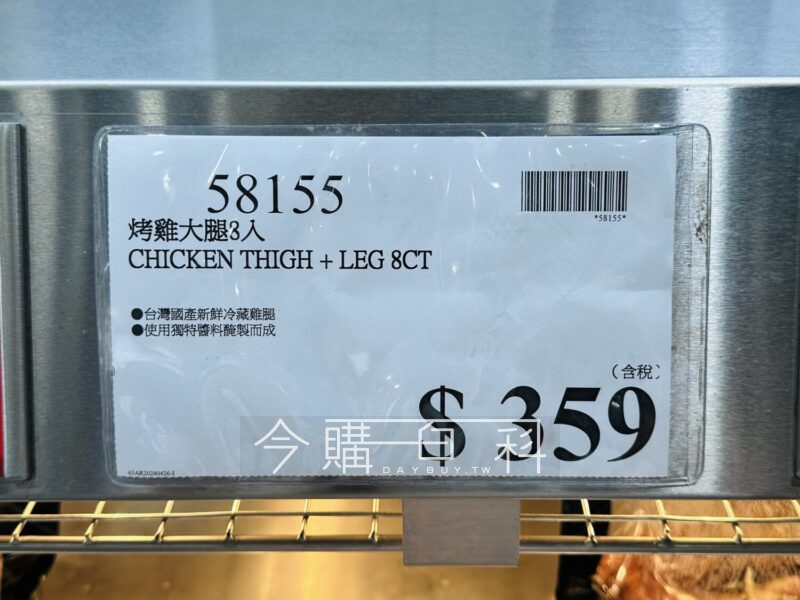 58155
*58155*
烤雞大腿8入
CHICKEN THIGH + LEG 8CT
●台灣國產新鮮冷藏雞腿
●使用獨特醬料醃製而成
（含稅）
$ 359
今購百科
DAYBUY.TW
63AR20240426-I